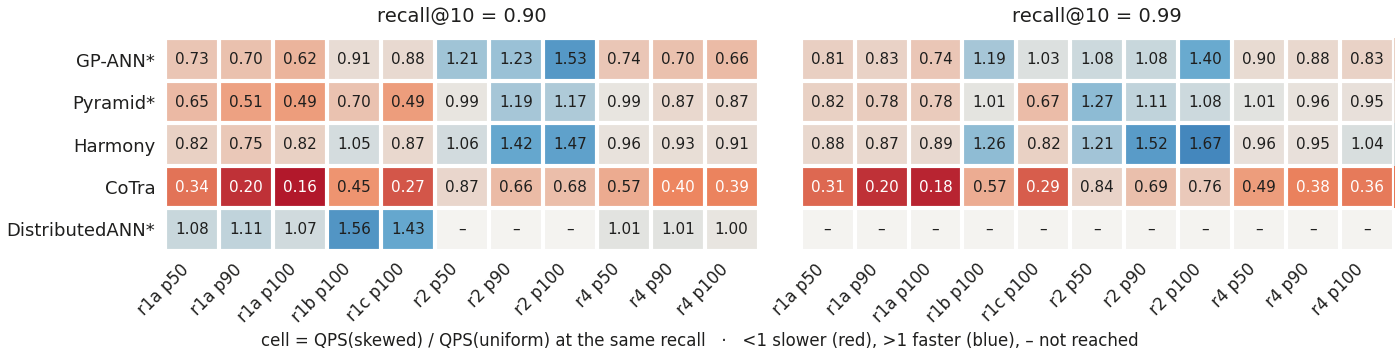 recall@10 = 0.90 recall@10 = 0.99
GP-ANN* 0.73 0.70 0.62 0.91 0.88 1.21 1.23 1.53 0.74 0.70 0.66 0.81 0.83 0.74 1.19 1.03 1.08 1.08 1.40 0.90 0.88 0.83
Pyramid* 0.65 0.51 0.49 0.70 0.49 0.99 1.19 1.17 0.99 0.87 0.87 0.82 0.78 0.78 1.01 0.67 1.27 1.11 1.08 1.01 0.96 0.95
Harmony 0.82 0.75 0.82 1.05 0.87 1.06 1.42 1.47 0.96 0.93 0.91 0.88 0.87 0.89 1.26 0.82 1.21 1.52 1.67 0.96 0.95 1.04
CoTra 0.34 0.20 0.16 0.45 0.27 0.87 0.66 0.68 0.57 0.40 0.39 0.31 0.20 0.18 0.57 0.29 0.84 0.69 0.76 0.49 0.38 0.36
DistributedANN* 1.08 1.11 1.07 1.56 1.43 – – – 1.01 1.01 1.00 – – – – – – – – – – –
r1a p50 r1a p90 r1a p100 r1b p100 r1c p100 r2 p50 r2 p90 r2 p100 r4 p50 r4 p90 r4 p100 r1a p50 r1a p90 r1a p100 r1b p100 r1c p100 r2 p50 r2 p90 r2 p100 r4 p50 r4 p90 r4 p100
cell = QPS(skewed) / QPS(uniform) at the same recall · <1 slower (red), >1 faster (blue), – not reached